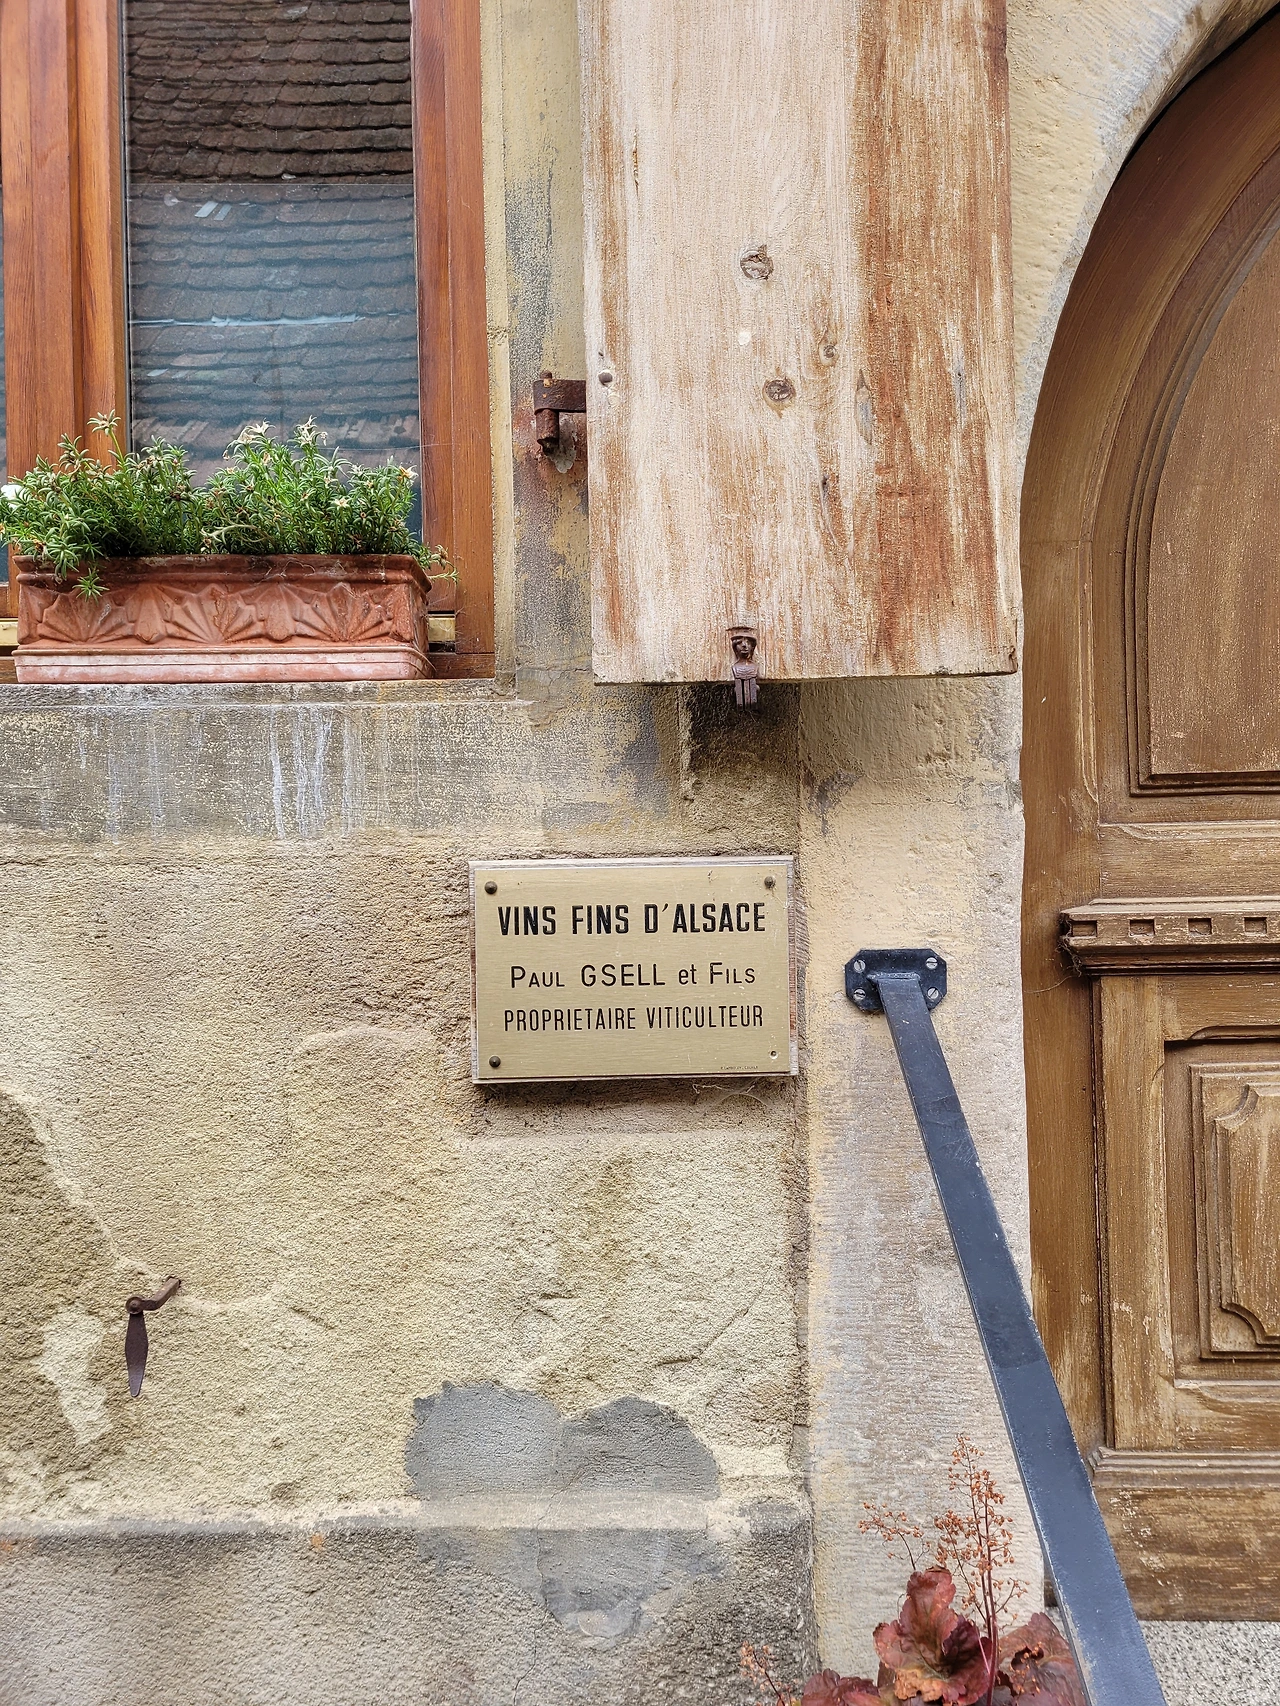 VINS FINS D'ALSACE
PAUL GSELL et FILS
PROPRIETAIRE VITICULTEUR